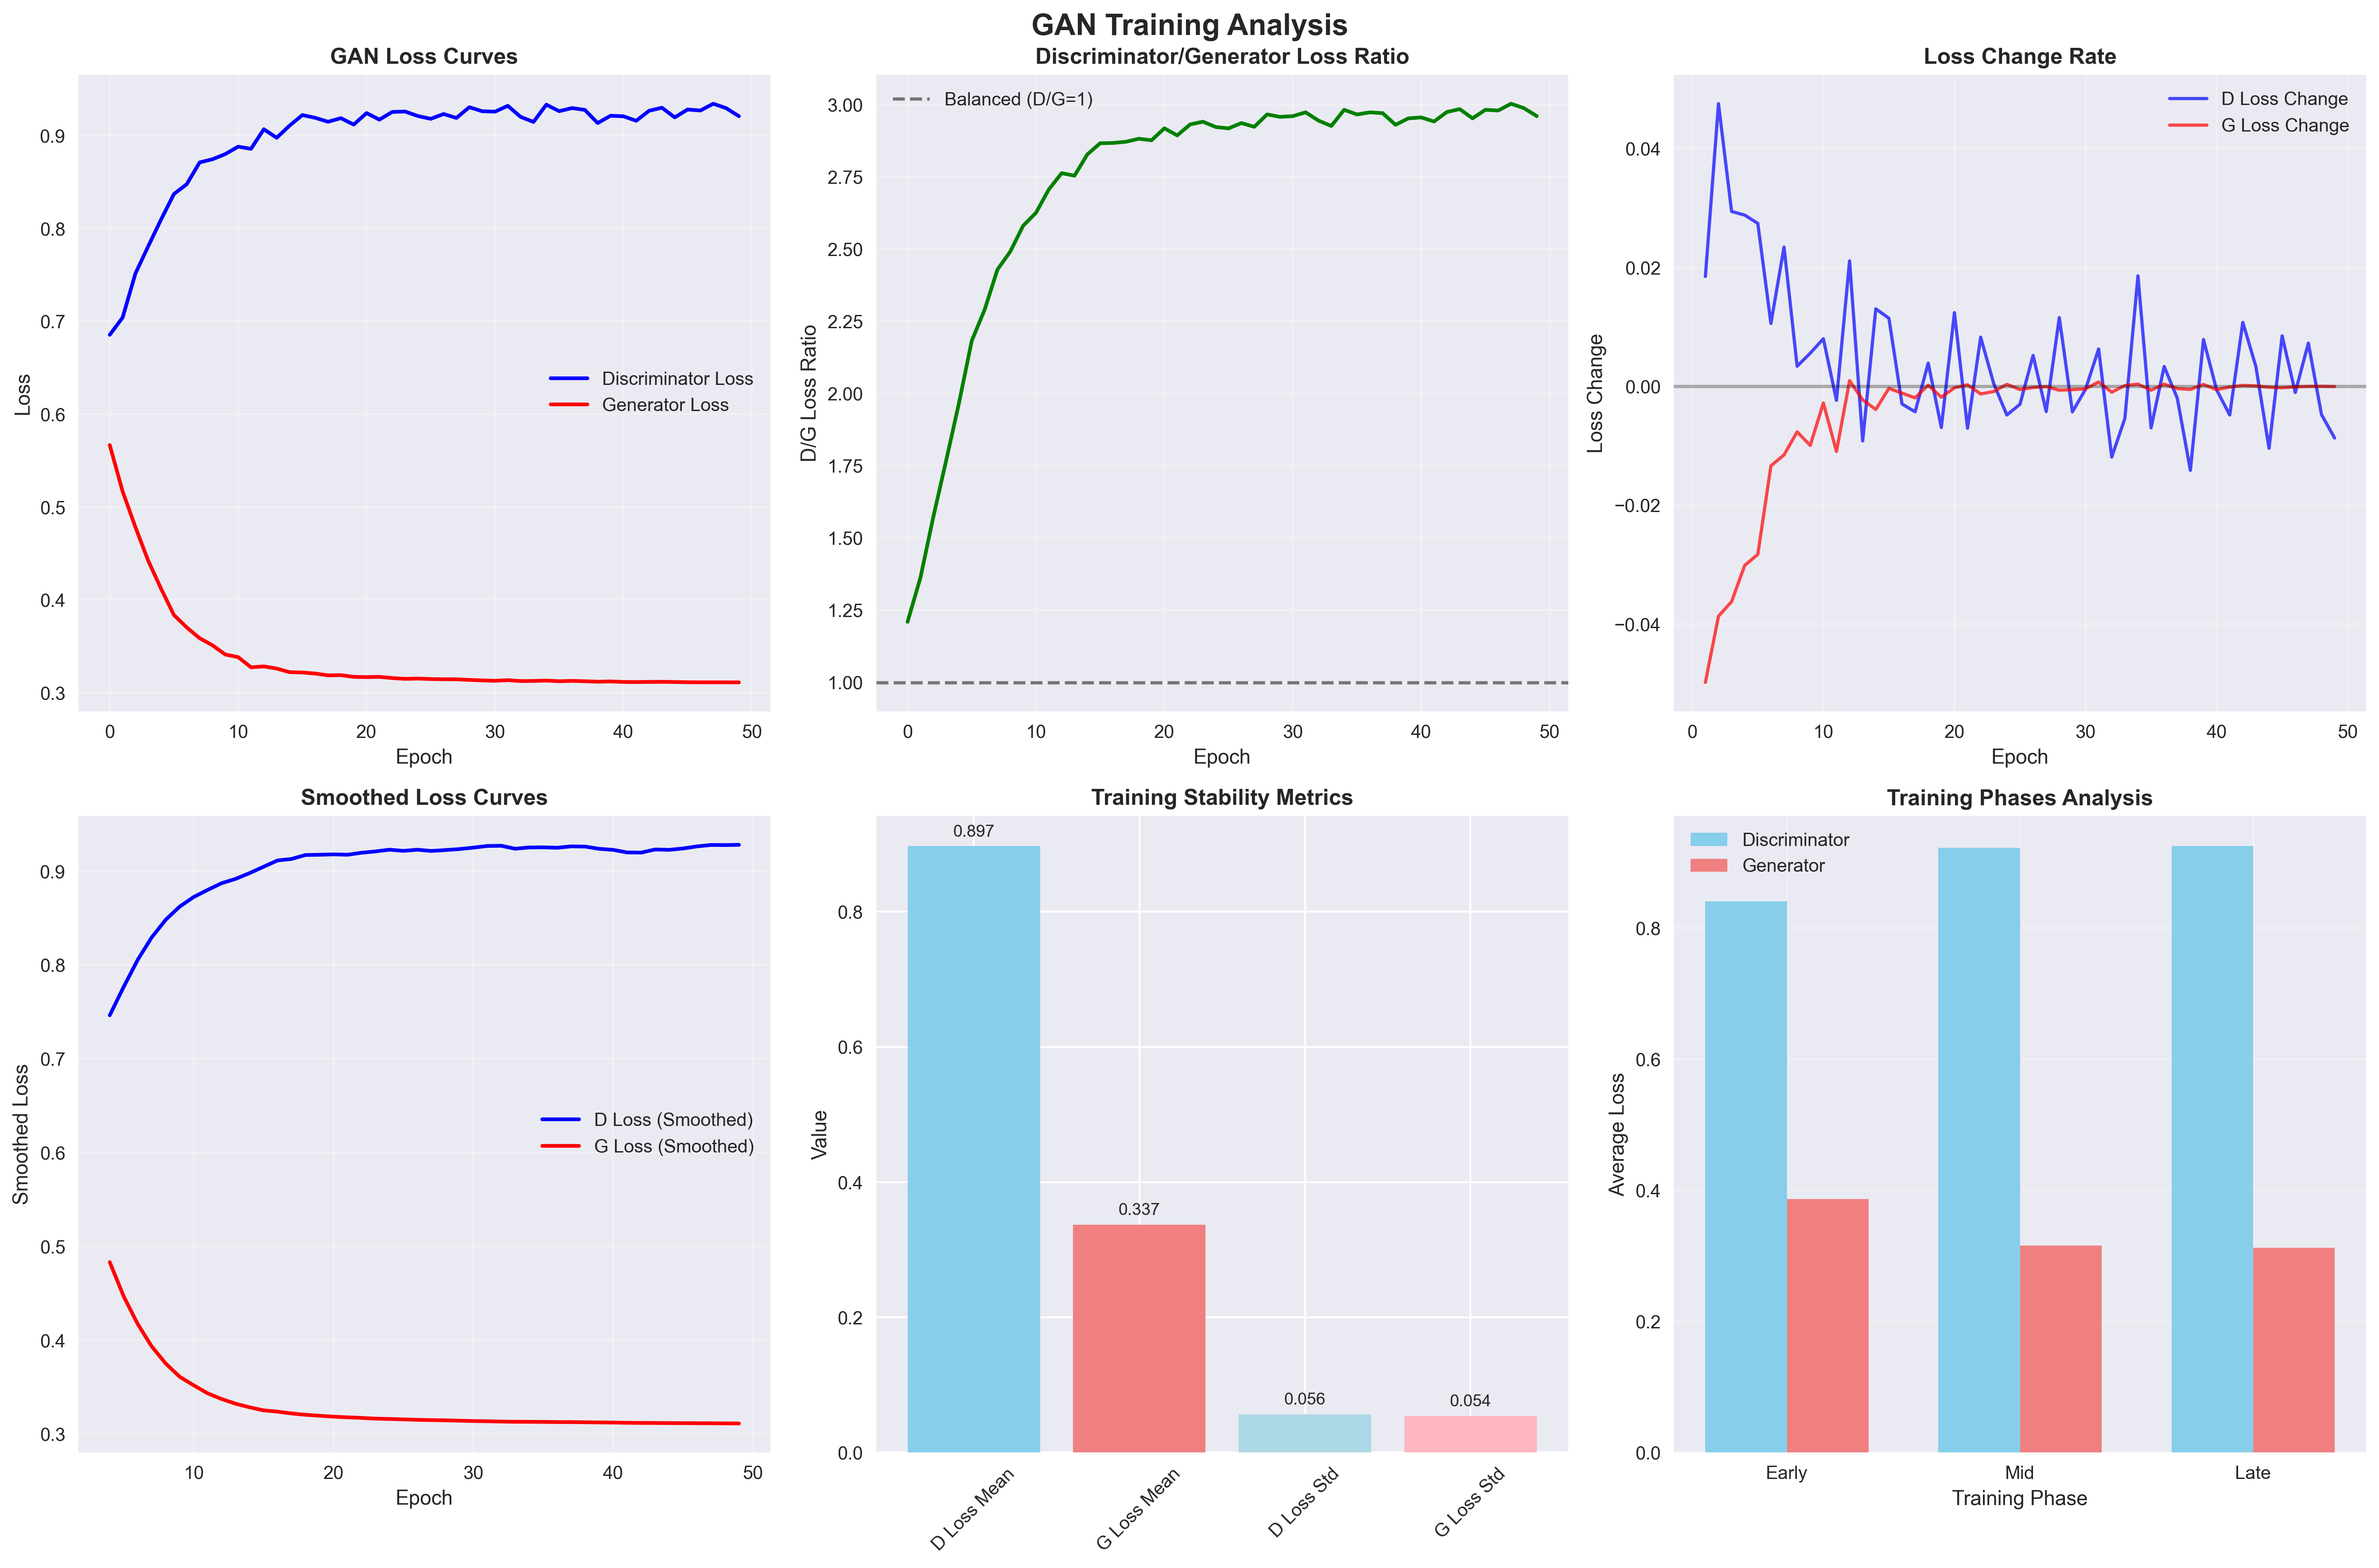 GAN Training Analysis
GAN Loss Curves
Loss
0.9
0.8
0.7
0.6
0.5
0.4
0.3
Discriminator Loss
Generator Loss
0 10 20 30 40 50
Epoch
Discriminator/Generator Loss Ratio
D/G Loss Ratio
3.00
2.75
2.50
2.25
2.00
1.75
1.50
1.25
1.00
Balanced (D/G=1)
0 10 20 30 40 50
Epoch
Loss Change Rate
Loss Change
0.04
0.02
0.00
−0.02
−0.04
D Loss Change
G Loss Change
0 10 20 30 40 50
Epoch
Smoothed Loss Curves
Smoothed Loss
0.9
0.8
0.7
0.6
0.5
0.4
0.3
D Loss (Smoothed)
G Loss (Smoothed)
10 20 30 40 50
Epoch
Training Stability Metrics
Value
0.8
0.6
0.4
0.2
0.0
0.897
0.337
0.056
0.054
D Loss Mean
G Loss Mean
D Loss Std
G Loss Std
Training Phases Analysis
Average Loss
0.8
0.6
0.4
0.2
0.0
Discriminator
Generator
Early Mid Late
Training Phase